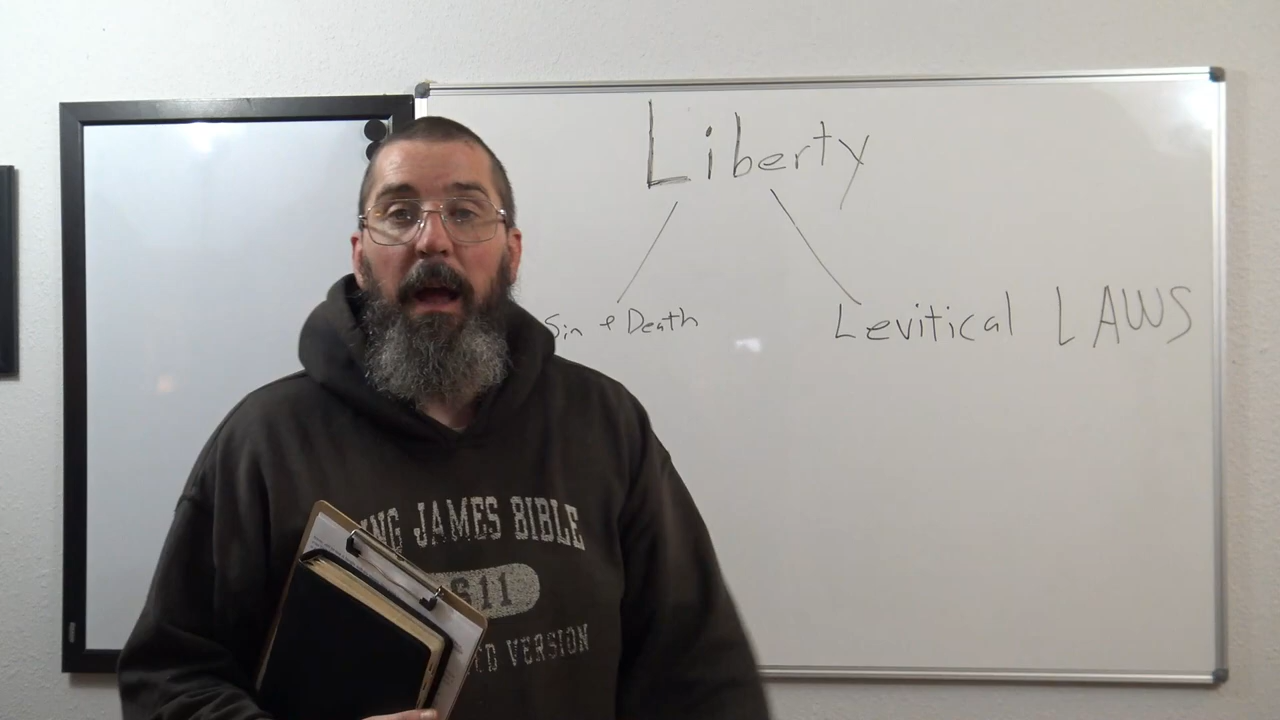 Liberty
Sin & Death
Levitical LAWS
JAMES BIBLE
VERSION